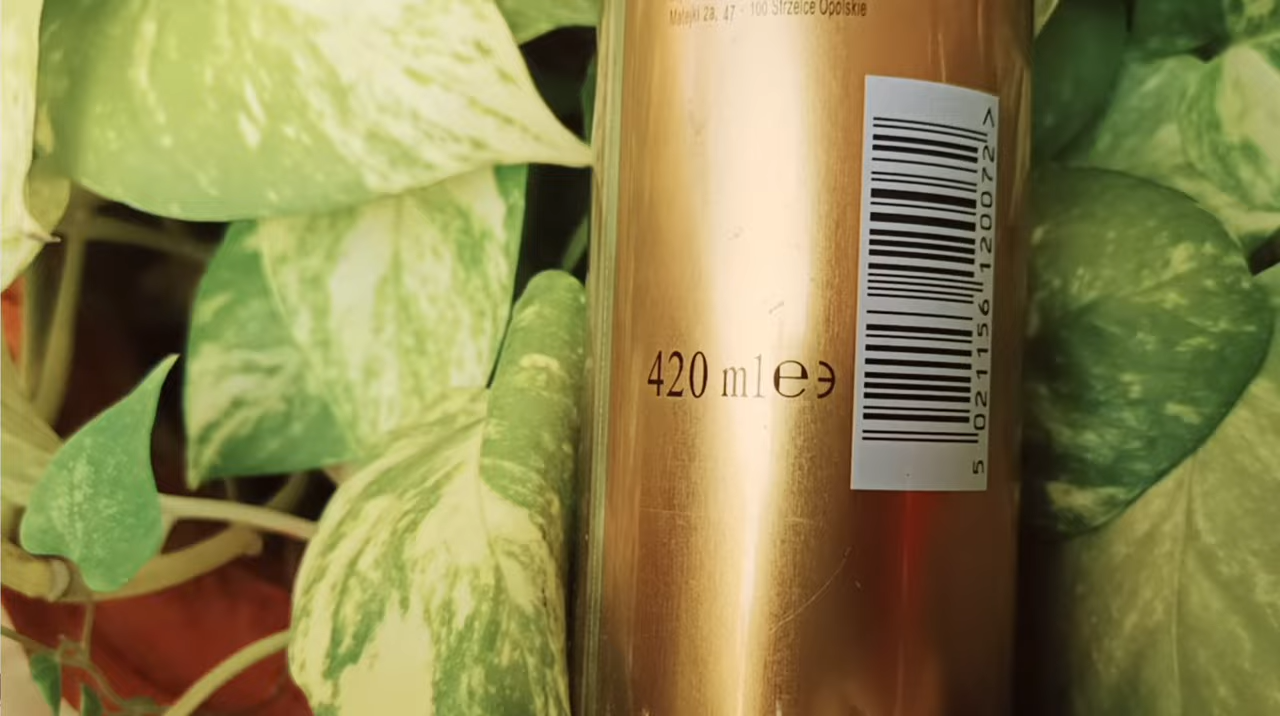 Matejki 2a, 47 - 100 Strzelce Opolskie
420 ml ℮ ϶
5 021156 120072 >